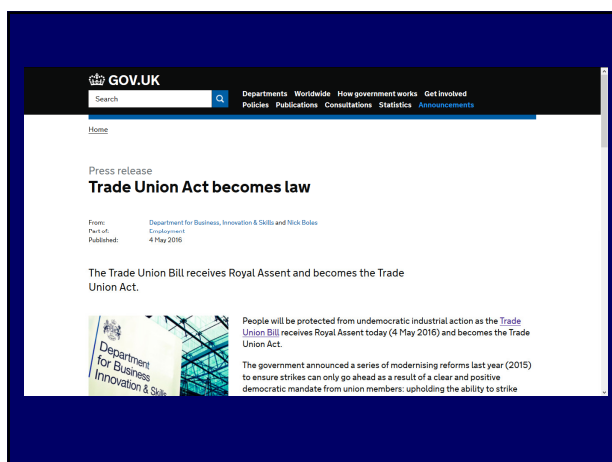 GOV.UK
Search
Departments Worldwide How government works Get involved
Policies Publications Consultations Statistics Announcements
Home
Press release
Trade Union Act becomes law
From: Department for Business, Innovation & Skills and Nick Boles
Part of: Employment
Published: 4 May 2016
The Trade Union Bill receives Royal Assent and becomes the Trade
Union Act.
Department
for Business
Innovation & Skills
People will be protected from undemocratic industrial action as the Trade
Union Bill receives Royal Assent today (4 May 2016) and becomes the Trade
Union Act.
The government announced a series of modernising reforms last year (2015)
to ensure strikes can only go ahead as a result of a clear and positive
democratic mandate from union members: upholding the ability to strike